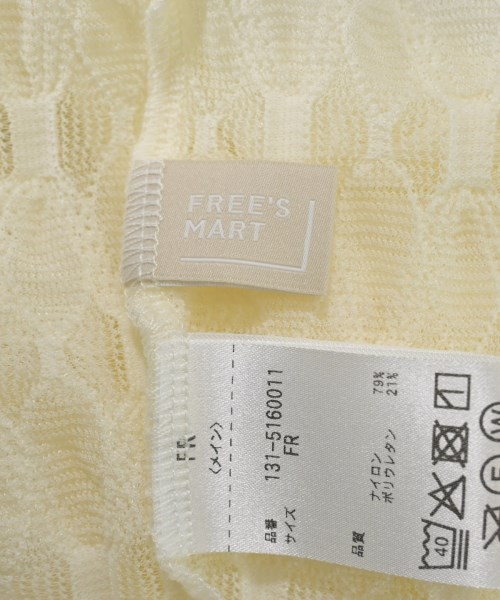 FREE'S
MART
FR
〈メイン〉
品番 131-5160011
サイズ FR
品質 ナイロン 79%
ポリウレタン 21%
40
W
F